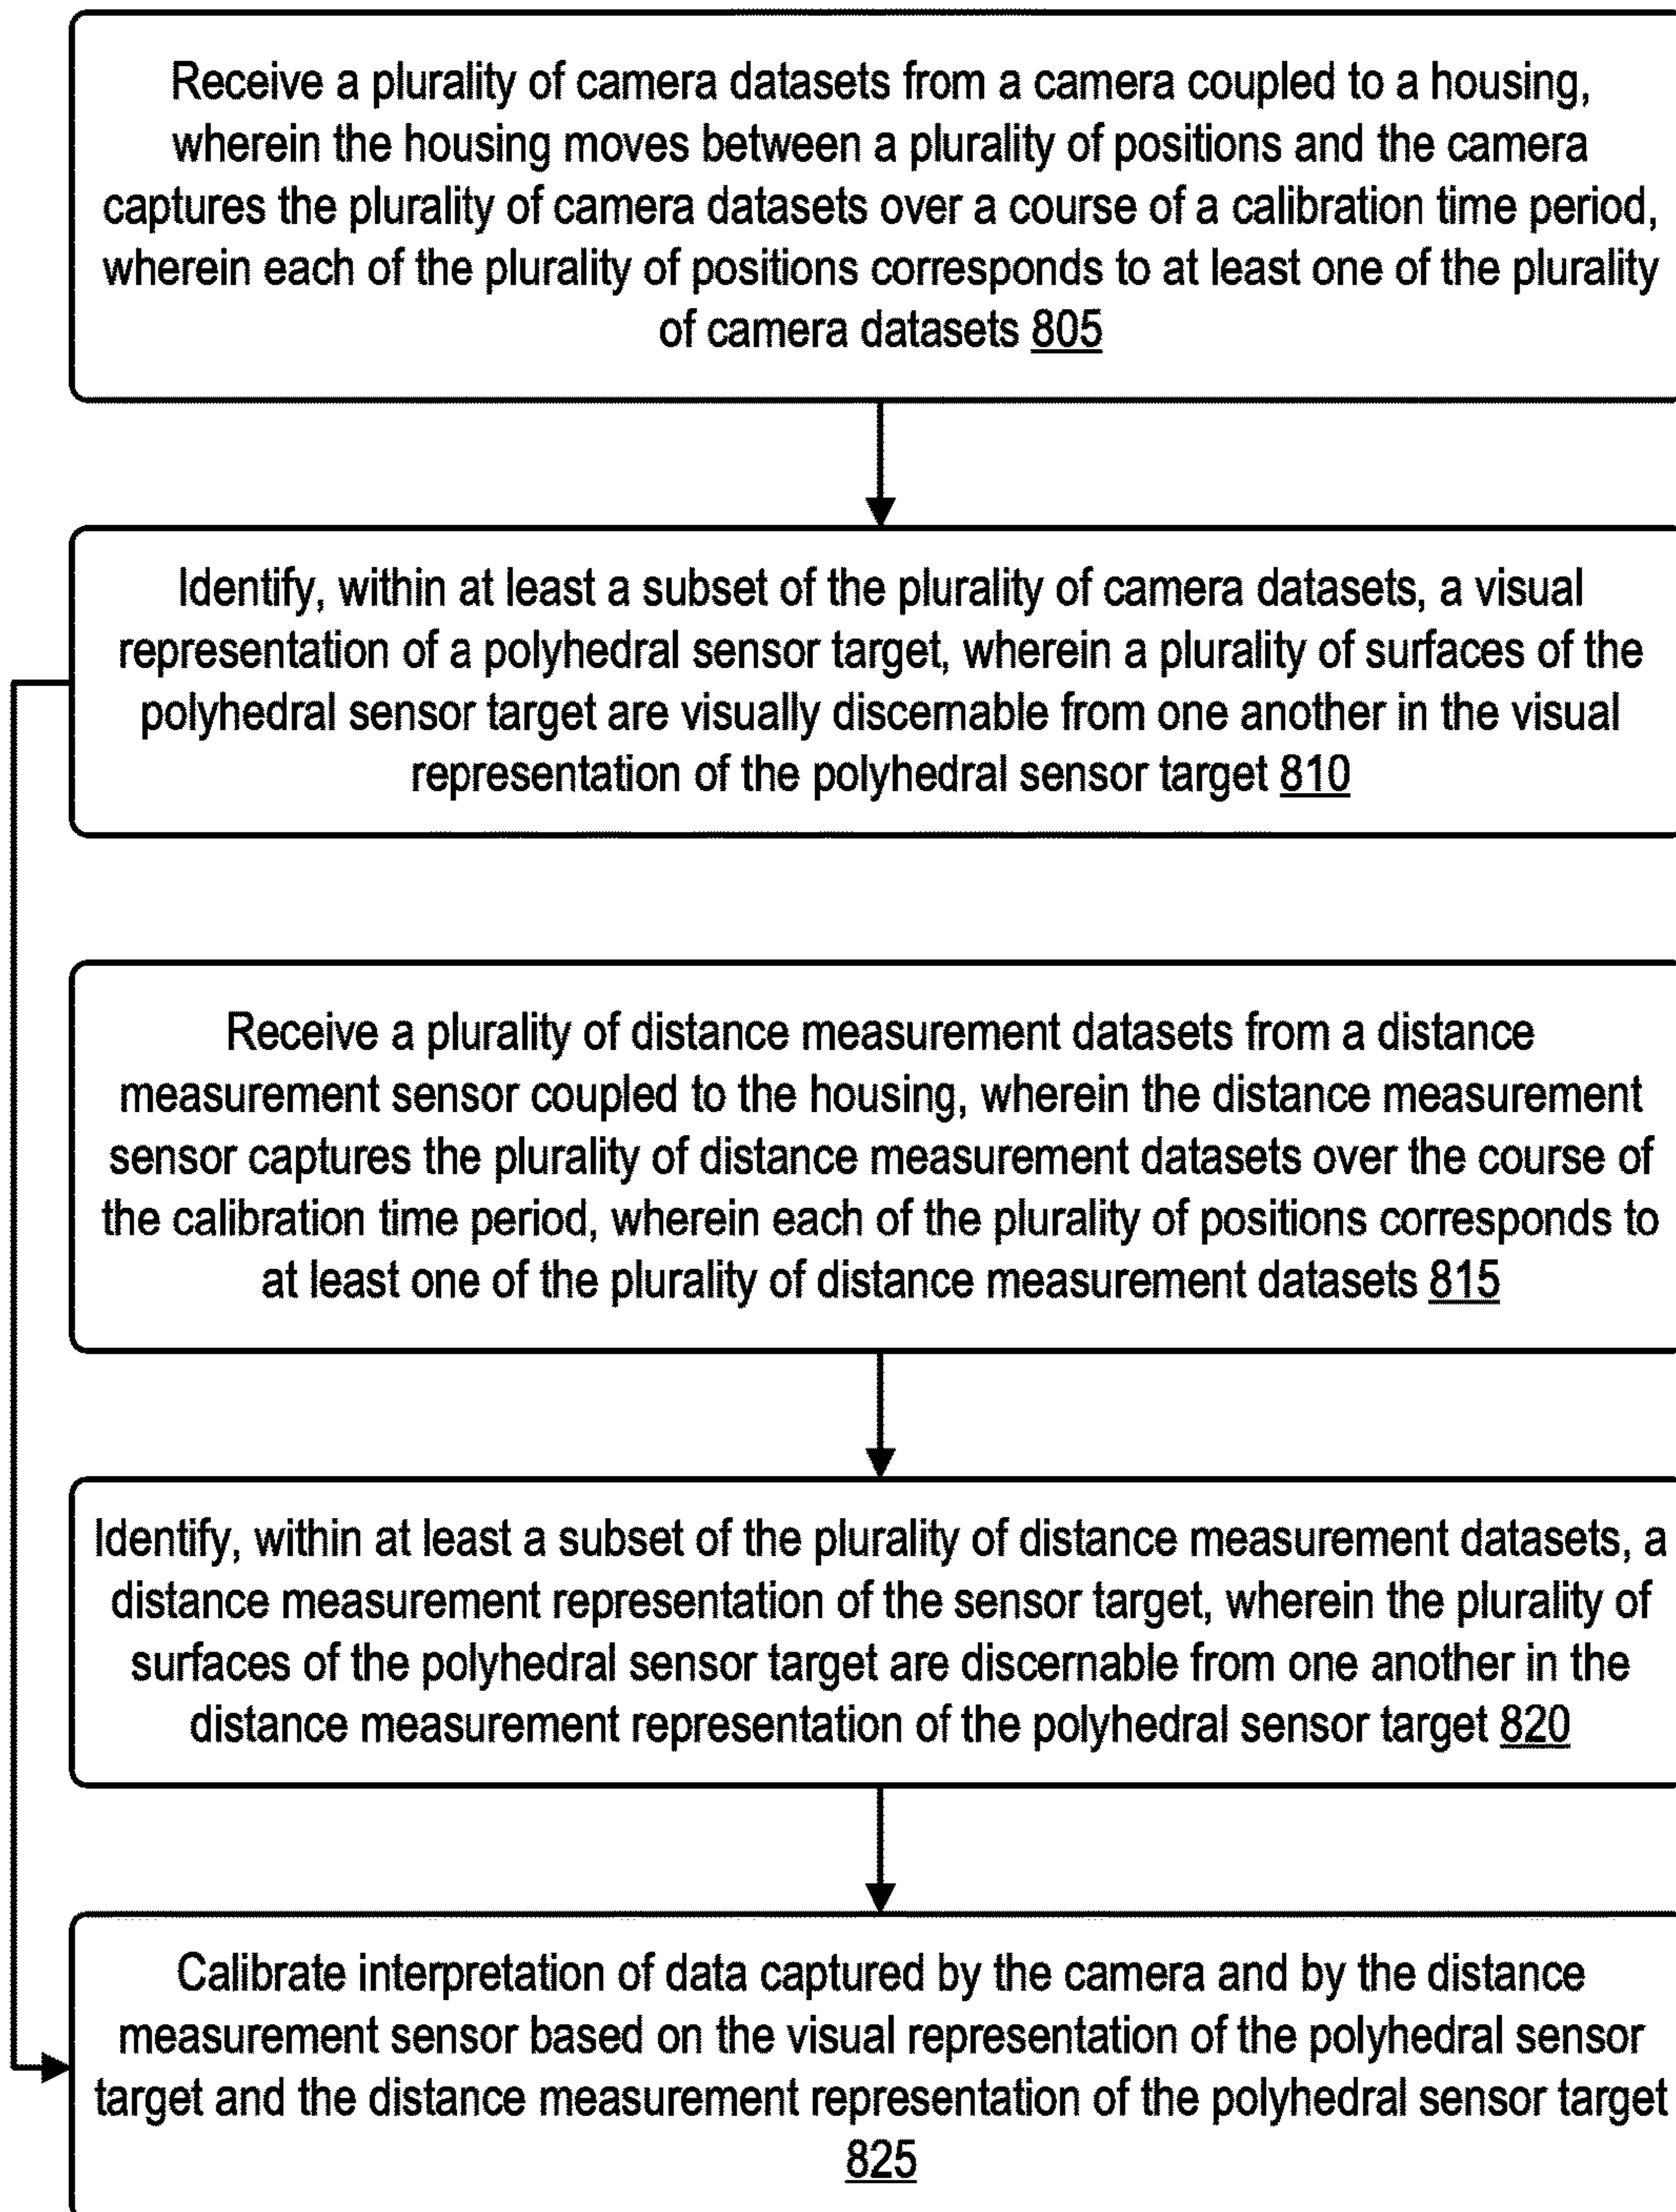 Receive a plurality of camera datasets from a camera coupled to a housing,
wherein the housing moves between a plurality of positions and the camera
captures the plurality of camera datasets over a course of a calibration time period,
wherein each of the plurality of positions corresponds to at least one of the plurality
of camera datasets 805
Identify, within at least a subset of the plurality of camera datasets, a visual
representation of a polyhedral sensor target, wherein a plurality of surfaces of the
polyhedral sensor target are visually discernable from one another in the visual
representation of the polyhedral sensor target 810
Receive a plurality of distance measurement datasets from a distance
measurement sensor coupled to the housing, wherein the distance measurement
sensor captures the plurality of distance measurement datasets over the course of
the calibration time period, wherein each of the plurality of positions corresponds to
at least one of the plurality of distance measurement datasets 815
Identify, within at least a subset of the plurality of distance measurement datasets, a
distance measurement representation of the sensor target, wherein the plurality of
surfaces of the polyhedral sensor target are discernable from one another in the
distance measurement representation of the polyhedral sensor target 820
Calibrate interpretation of data captured by the camera and by the distance
measurement sensor based on the visual representation of the polyhedral sensor
target and the distance measurement representation of the polyhedral sensor target
825